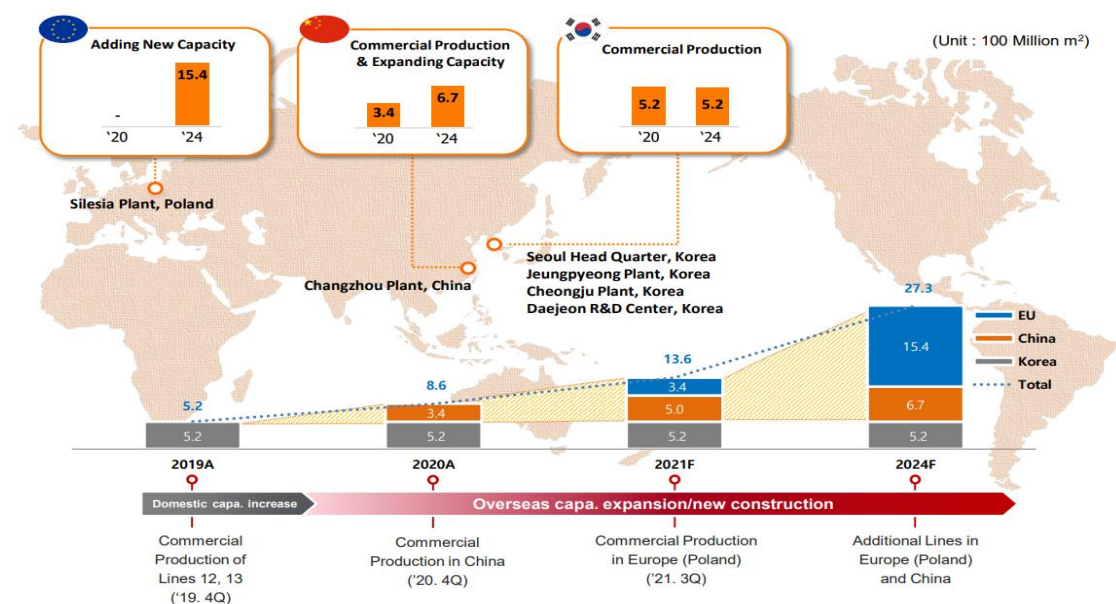 (Unit : 100 Million m²)
Adding New Capacity
-
15.4
‘20
‘24
Commercial Production
& Expanding Capacity
3.4
6.7
‘20
‘24
Commercial Production
5.2
5.2
‘20
‘24
Silesia Plant, Poland
Changzhou Plant, China
Seoul Head Quarter, Korea
Jeungpyeong Plant, Korea
Cheongju Plant, Korea
Daejeon R&D Center, Korea
EU
China
Korea
Total
5.2
5.2
8.6
3.4
5.2
13.6
3.4
5.0
5.2
27.3
15.4
6.7
5.2
2019A
2020A
2021F
2024F
Domestic capa. increase
Overseas capa. expansion/new construction
Commercial
Production of
Lines 12, 13
(‘19. 4Q)
Commercial
Production in China
(’20. 4Q)
Commercial Production
in Europe (Poland)
(’21. 3Q)
Additional Lines in
Europe (Poland)
and China